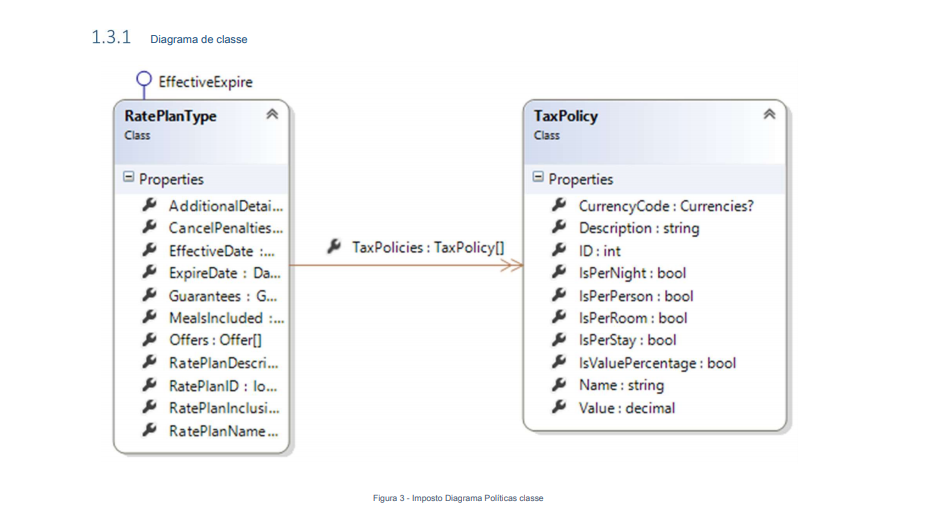 1.3.1 Diagrama de classe
EffectiveExpire
RatePlanType
Class
Properties
AdditionalDetai...
CancelPenalties...
EffectiveDate :...
ExpireDate : Da...
Guarantees : G...
MealsIncluded :...
Offers : Offer[]
RatePlanDescri...
RatePlanID : lo...
RatePlanInclusi...
RatePlanName...
TaxPolicies : TaxPolicy[]
TaxPolicy
Class
Properties
CurrencyCode : Currencies?
Description : string
ID : int
IsPerNight : bool
IsPerPerson : bool
IsPerRoom : bool
IsPerStay : bool
IsValuePercentage : bool
Name : string
Value : decimal
Figura 3 - Imposto Diagrama Políticas classe